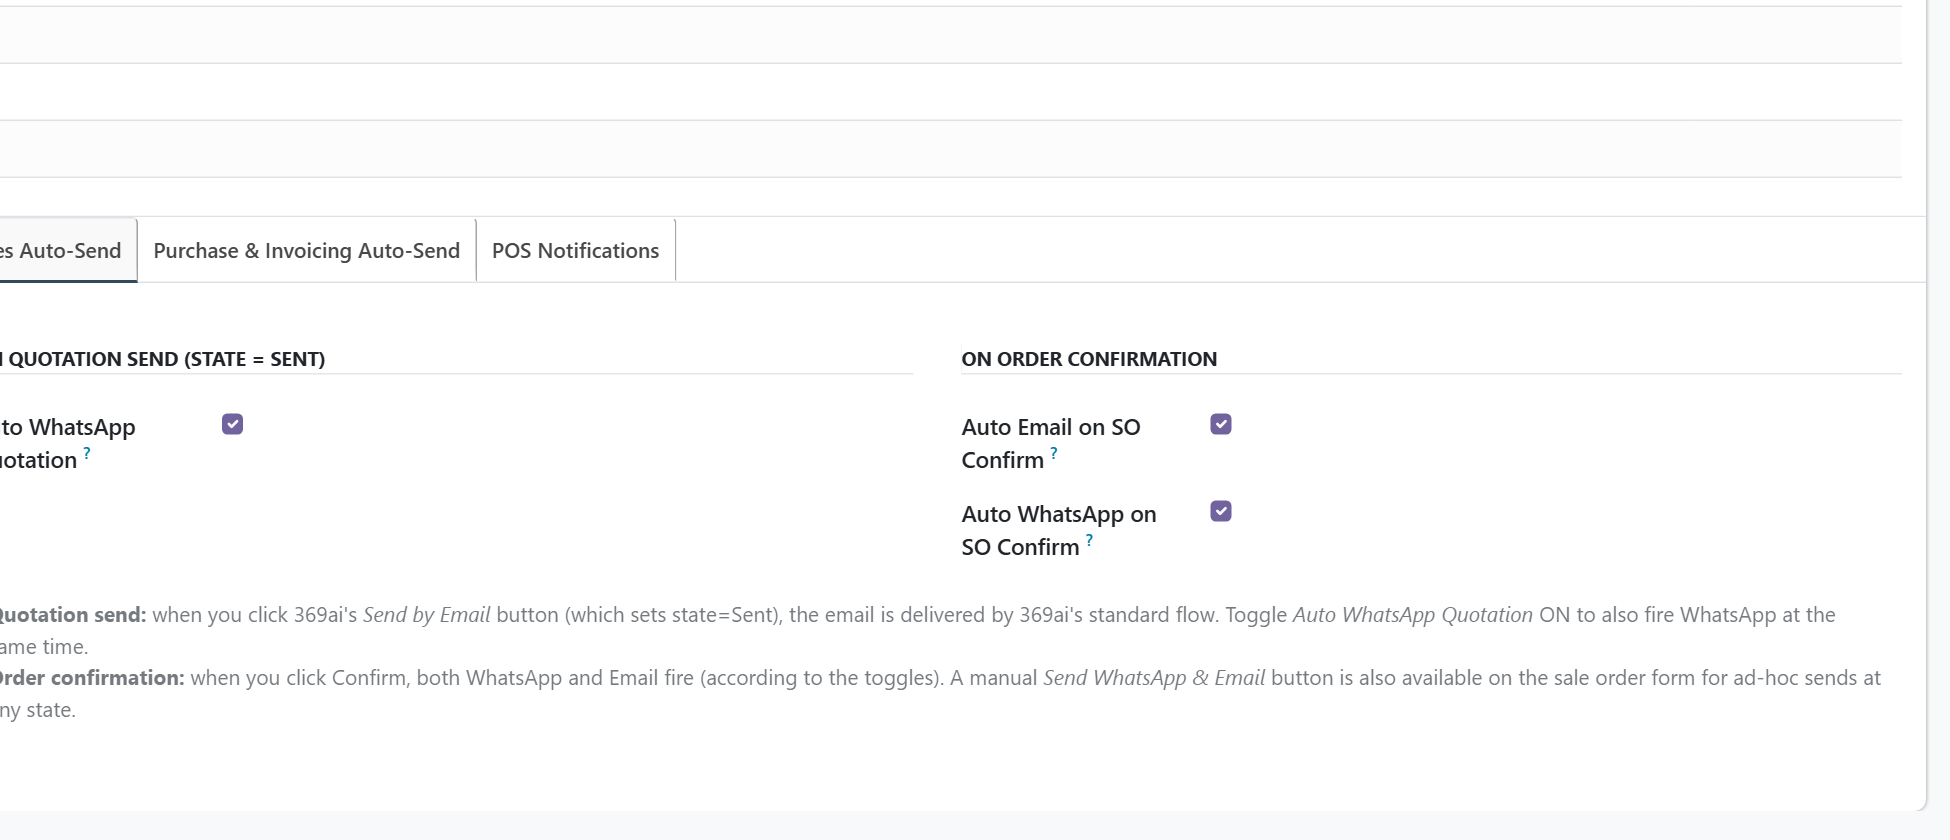 es Auto-Send
Purchase & Invoicing Auto-Send
POS Notifications
QUOTATION SEND (STATE = SENT)
to WhatsApp
otation ?
ON ORDER CONFIRMATION
Auto Email on SO
Confirm ?
Auto WhatsApp on
SO Confirm ?
Quotation send: when you click 369ai's Send by Email button (which sets state=Sent), the email is delivered by 369ai's standard flow. Toggle Auto WhatsApp Quotation ON to also fire WhatsApp at the
ame time.
Order confirmation: when you click Confirm, both WhatsApp and Email fire (according to the toggles). A manual Send WhatsApp & Email button is also available on the sale order form for ad-hoc sends at
ny state.